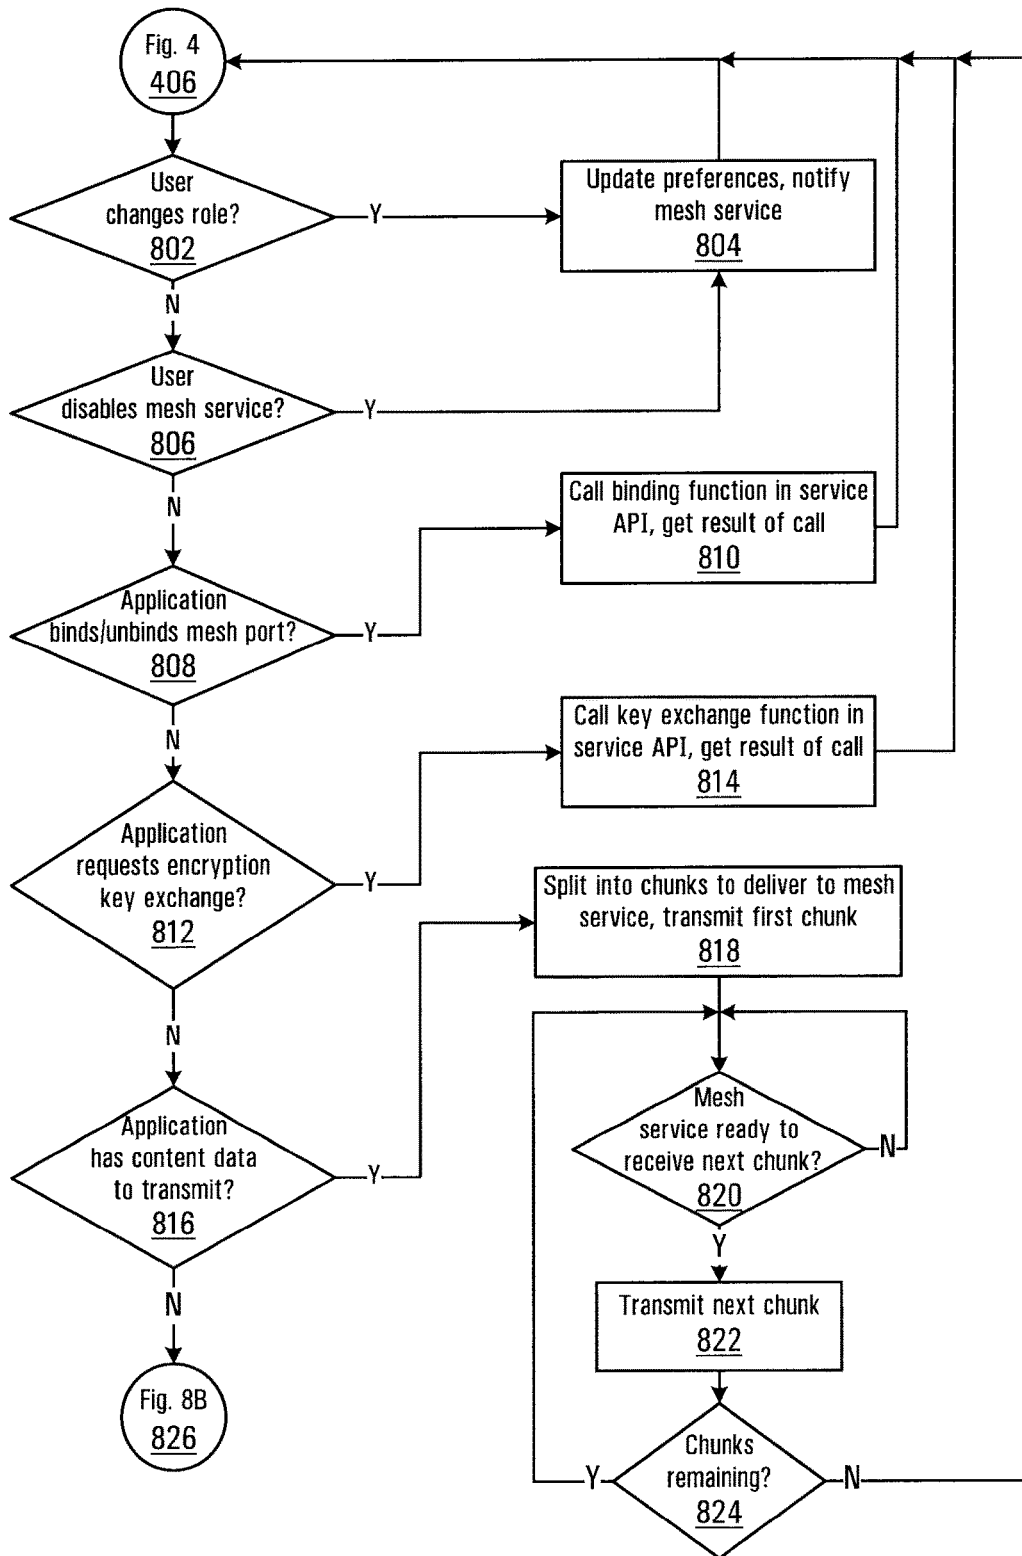 Fig. 4
406
User
changes role?
802
Y
Update preferences, notify
mesh service
804
N
User
disables mesh service?
806
Y
N
Call binding function in service
API, get result of call
810
Application
binds/unbinds mesh port?
808
Y
N
Call key exchange function in
service API, get result of call
814
Application
requests encryption
key exchange?
812
Y
Split into chunks to deliver to mesh
service, transmit first chunk
818
N
Application
has content data
to transmit?
816
Y
Mesh
service ready to
receive next chunk?
820
N
Y
N
Transmit next chunk
822
Fig. 8B
826
Chunks
remaining?
824
Y
N